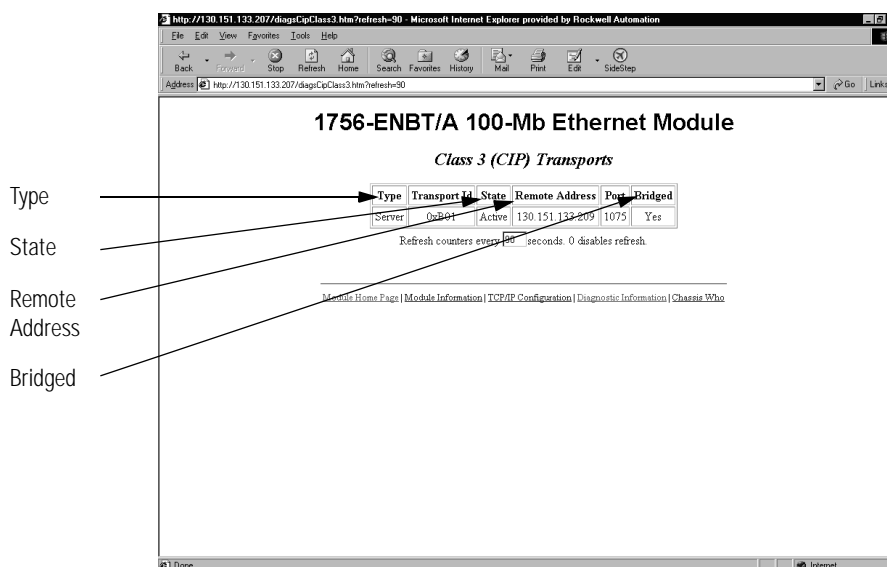 http://130.151.133.207/diagsCipClass3.htm?refresh=90 - Microsoft Internet Explorer provided by Rockwell Automation
File Edit View Favorites Tools Help
Back Forward Stop Refresh Home Search Favorites History Mail Print Edit SideStep
Address http://130.151.133.207/diagsCipClass3.htm?refresh=90 Go Links
1756-ENBT/A 100-Mb Ethernet Module
Class 3 (CIP) Transports
Type Transport Id State Remote Address Port Bridged
Server 0xB01 Active 130.151.133.209 1075 Yes
Refresh counters every 90 seconds. 0 disables refresh.
Module Home Page | Module Information | TCP/IP Configuration | Diagnostic Information | Chassis Who
Type
State
Remote
Address
Bridged
Done Internet